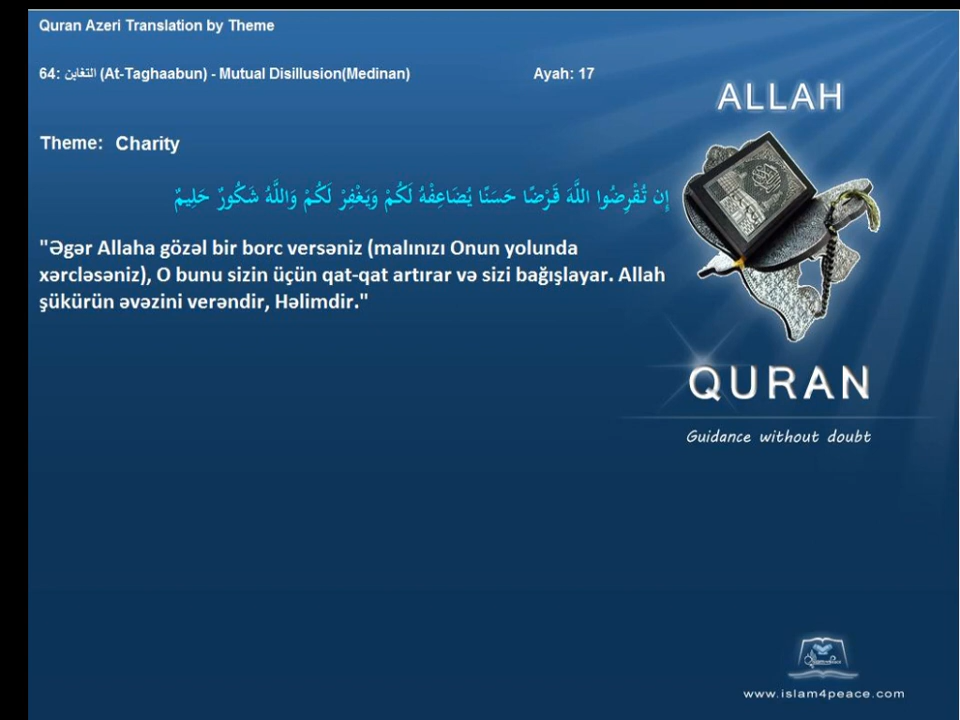 Quran Azeri Translation by Theme
64: التغابن (At-Taghaabun) - Mutual Disillusion(Medinan) Ayah: 17
Theme: Charity
إِن تُقْرِضُوا اللَّهَ قَرْضًا حَسَنًا يُضَاعِفْهُ لَكُمْ وَيَغْفِرْ لَكُمْ وَاللَّهُ شَكُورٌ حَلِيمٌ
"Əgər Allaha gözəl bir borc versəniz (malınızı Onun yolunda
xərcləsəniz), O bunu sizin üçün qat-qat artırar və sizi bağışlayar. Allah
şükürün əvəzini verəndir, Həlimdir."
ALLAH
QURAN
Guidance without doubt
www.islam4peace.com